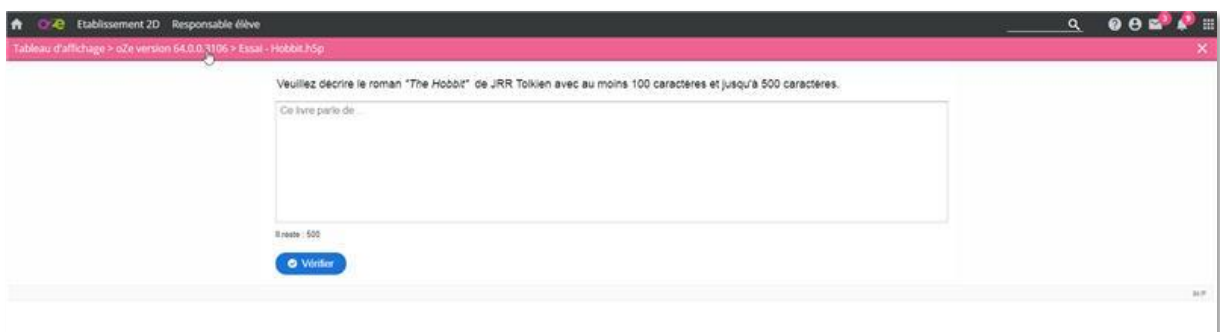 oZe Etablissement 2D Responsable élève
Tableau d'affichage > oZe version 64.0.0.3106 > Essai - Hobbit.h5p
Veuillez décrire le roman "The Hobbit" de JRR Tolkien avec au moins 100 caractères et jusqu'à 500 caractères.
Ce livre parle de ...
Il reste : 500
Vérifier